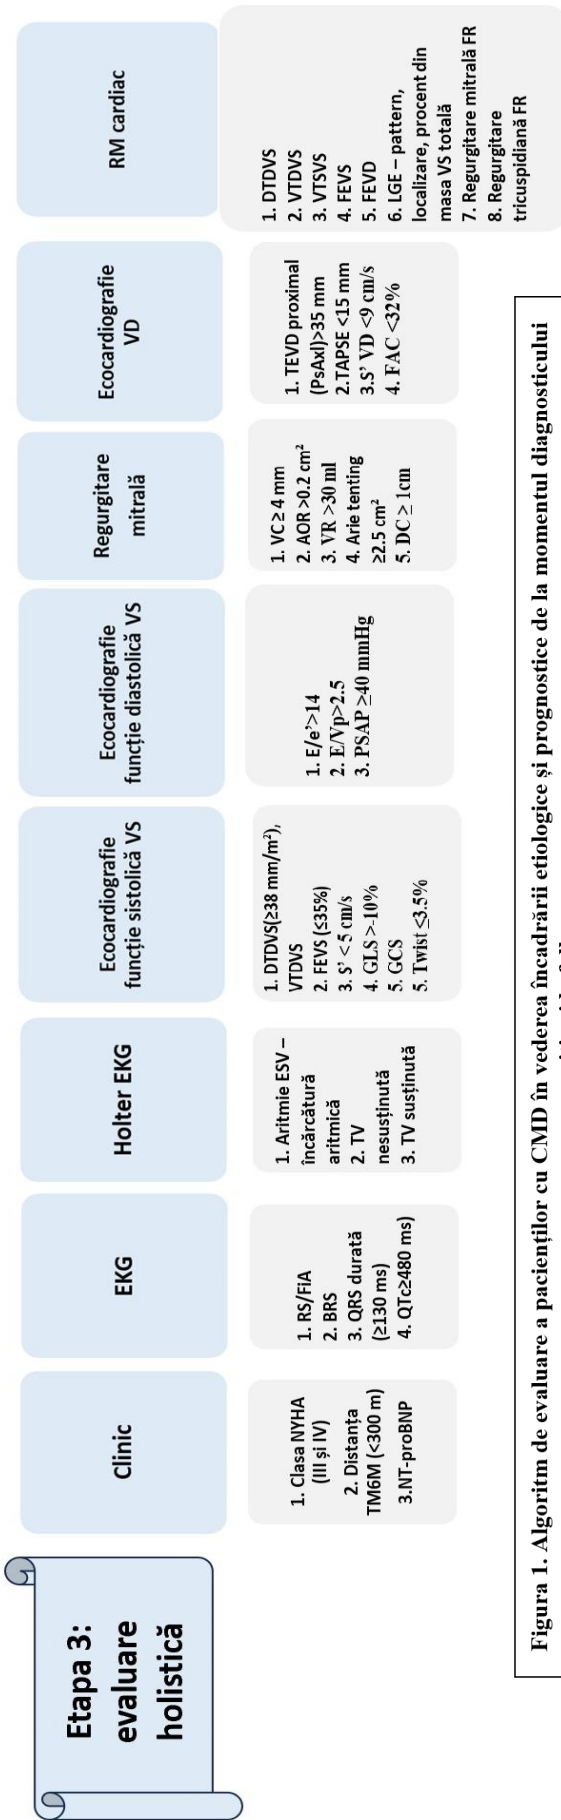 Etapa 3:
evaluare
holistică
Clinic
1. Clasa NYHA
(III și IV)
2. Distanța
TM6M (<300 m)
3.NT-proBNP
EKG
1. RS/FiA
2. BRS
3. QRS durată
(≥130 ms)
4. QTc≥480 ms)
Holter EKG
1. Aritmie ESV –
încărcătură
aritmică
2. TV
nesusținută
3. TV susținută
Ecocardiografie
funcție sistolică VS
1. DTDVS(≥38 mm/m²),
VTDVS
2. FEVS (≤35%)
3. S’ < 5 cm/s
4. GLS >-10%
5. GCS
5. Twist ≤3.5%
Ecocardiografie
funcție diastolică VS
1. E/e’>14
2. E/Vp>2.5
3. PSAP ≥40 mmHg
Regurgitare
mitrală
1. VC ≥ 4 mm
2. AOR >0.2 cm²
3. VR >30 ml
4. Arie tenting
≥2.5 cm²
5. DC ≥ 1cm
Ecocardiografie
VD
1. TEVD proximal
(PsAxl)>35 mm
2.TAPSE <15 mm
3.S’ VD <9 cm/s
4. FAC <32%
RM cardiac
1. DTDVS
2. VTDVS
3. VTSVS
4. FEVS
5. FEVD
6. LGE – pattern,
localizare, procent din
masa VS totală
7. Regurgitare mitrală FR
8. Regurgitare
tricuspidiană FR
Figura 1. Algoritm de evaluare a pacienților cu CMD în vederea încadrării etiologice și prognostice de la momentul diagnosticului